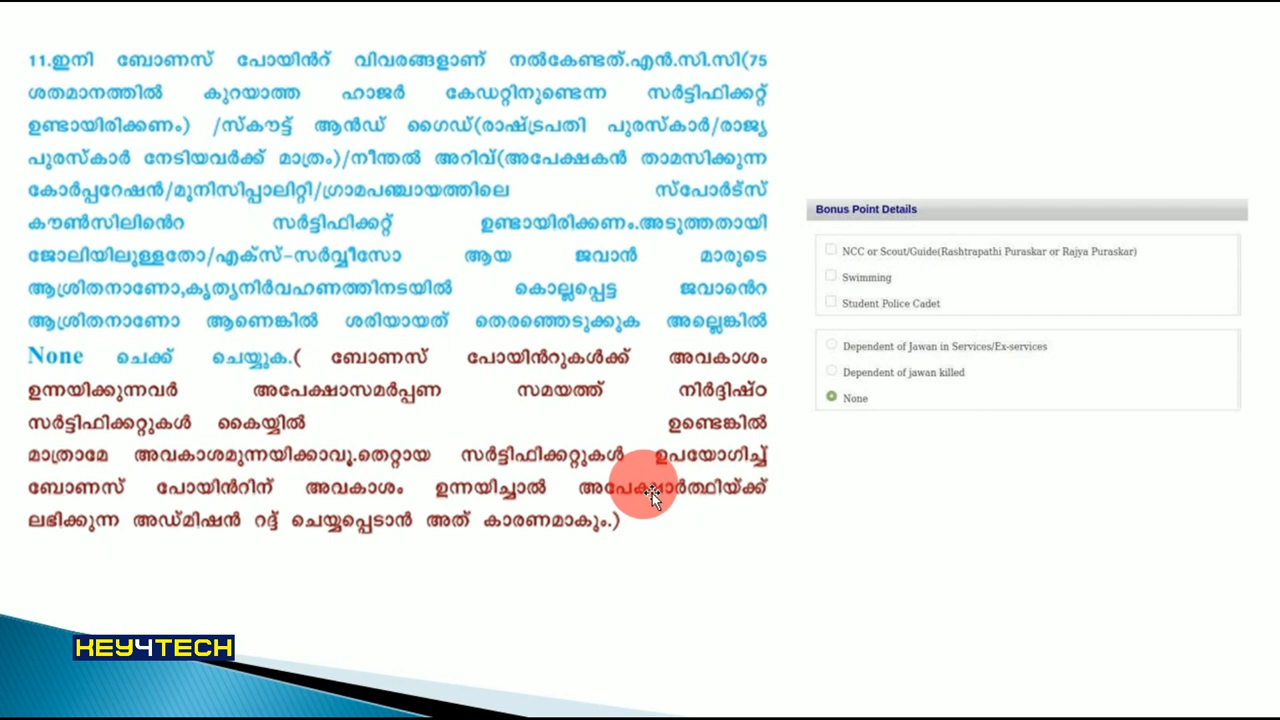 11.ഇനി ബോണസ് പോയിൻറ് വിവരങ്ങളാണ് നൽകേണ്ടത്.എൻ.സി.സി(75
ശതമാനത്തിൽ കുറയാത്ത ഹാജർ കേഡറ്റിനുണ്ടെന്ന സർട്ടിഫിക്കറ്റ്
ഉണ്ടായിരിക്കണം) /സ്കൗട്ട് ആൻഡ് ഗൈഡ്(രാഷ്ട്രപതി പുരസ്കാർ/രാജ്യ
പുരസ്കാർ നേടിയവർക്ക് മാത്രം)/നീന്തൽ അറിവ്(അപേക്ഷകൻ താമസിക്കുന്ന
കോർപ്പറേഷൻ/മുനിസിപ്പാലിറ്റി/ഗ്രാമപഞ്ചായത്തിലെ സ്പോർട്സ്
കൗൺസിലിൻെറ സർട്ടിഫിക്കറ്റ് ഉണ്ടായിരിക്കണം.അടുത്തതായി
ജോലിയിലുള്ളതോ/എക്സ്-സർവ്വീസോ ആയ ജവാൻ മാരുടെ
ആശ്രിതനാണോ,കൃത്യനിർവഹണത്തിനടയിൽ കൊല്ലപ്പെട്ട ജവാൻെറ
ആശ്രിതനാണോ ആണെങ്കിൽ ശരിയായത് തെരഞ്ഞെടുക്കുക അല്ലെങ്കിൽ
None ചെക്ക് ചെയ്യുക.( ബോണസ് പോയിൻറുകൾക്ക് അവകാശം
ഉന്നയിക്കുന്നവർ അപേക്ഷാസമർപ്പണ സമയത്ത് നിർദ്ദിഷ്ഠ
സർട്ടിഫിക്കറ്റുകൾ കൈയ്യിൽ ഉണ്ടെങ്കിൽ
മാത്രാമേ അവകാശമുന്നയിക്കാവൂ.തെറ്റായ സർട്ടിഫിക്കറ്റുകൾ ഉപയോഗിച്ച്
ബോണസ് പോയിൻറിന് അവകാശം ഉന്നയിച്ചാൽ അപേക്ഷാർത്ഥിയ്ക്ക്
ലഭിക്കുന്ന അഡ്മിഷൻ റദ്ദ് ചെയ്യപ്പെടാൻ അത് കാരണമാകും.)
Bonus Point Details
NCC or Scout/Guide(Rashtrapathi Puraskar or Rajya Puraskar)
Swimming
Student Police Cadet
Dependent of Jawan in Services/Ex-services
Dependent of jawan killed
None
KEY4TECH